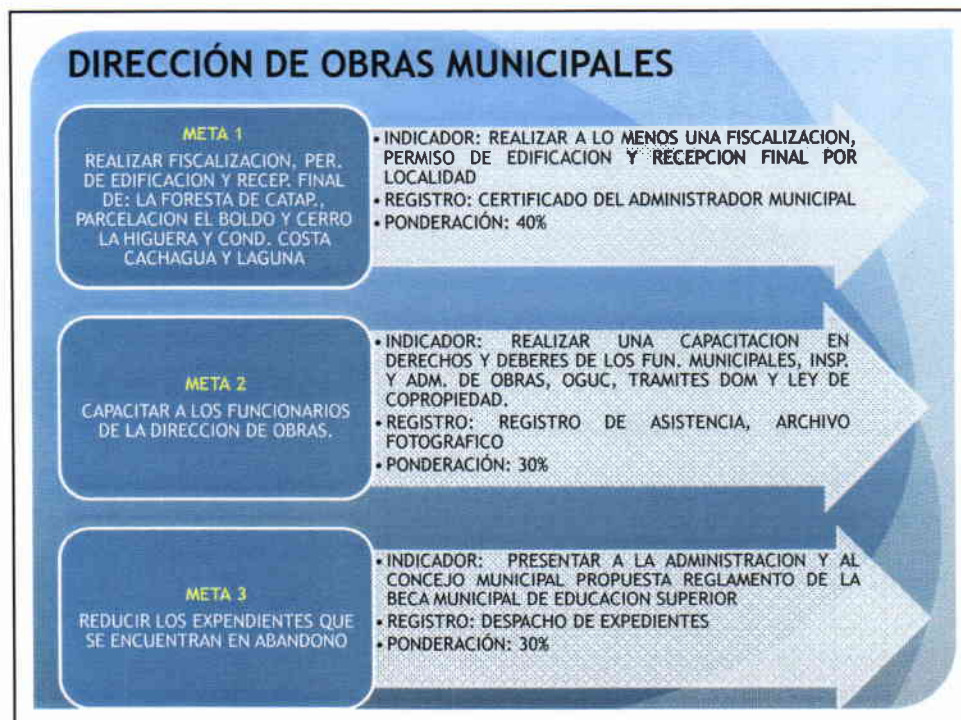 DIRECCIÓN DE OBRAS MUNICIPALES
META 1
REALIZAR FISCALIZACION, PER.
DE EDIFICACION Y RECEP. FINAL
DE: LA FORESTA DE CATAP.,
PARCELACION EL BOLDO Y CERRO
LA HIGUERA Y COND. COSTA
CACHAGUA Y LAGUNA
• INDICADOR: REALIZAR A LO MENOS UNA FISCALIZACION,
PERMISO DE EDIFICACION Y RECEPCION FINAL POR
LOCALIDAD
• REGISTRO: CERTIFICADO DEL ADMINISTRADOR MUNICIPAL
• PONDERACIÓN: 40%
META 2
CAPACITAR A LOS FUNCIONARIOS
DE LA DIRECCION DE OBRAS.
• INDICADOR: REALIZAR UNA CAPACITACION EN
DERECHOS Y DEBERES DE LOS FUN. MUNICIPALES, INSP.
Y ADM. DE OBRAS, OGUC, TRAMITES DOM Y LEY DE
COPROPIEDAD.
• REGISTRO: REGISTRO DE ASISTENCIA, ARCHIVO
FOTOGRAFICO
• PONDERACIÓN: 30%
META 3
REDUCIR LOS EXPENDIENTES QUE
SE ENCUENTRAN EN ABANDONO
• INDICADOR: PRESENTAR A LA ADMINISTRACION Y AL
CONCEJO MUNICIPAL PROPUESTA REGLAMENTO DE LA
BECA MUNICIPAL DE EDUCACION SUPERIOR
• REGISTRO: DESPACHO DE EXPEDIENTES
• PONDERACIÓN: 30%